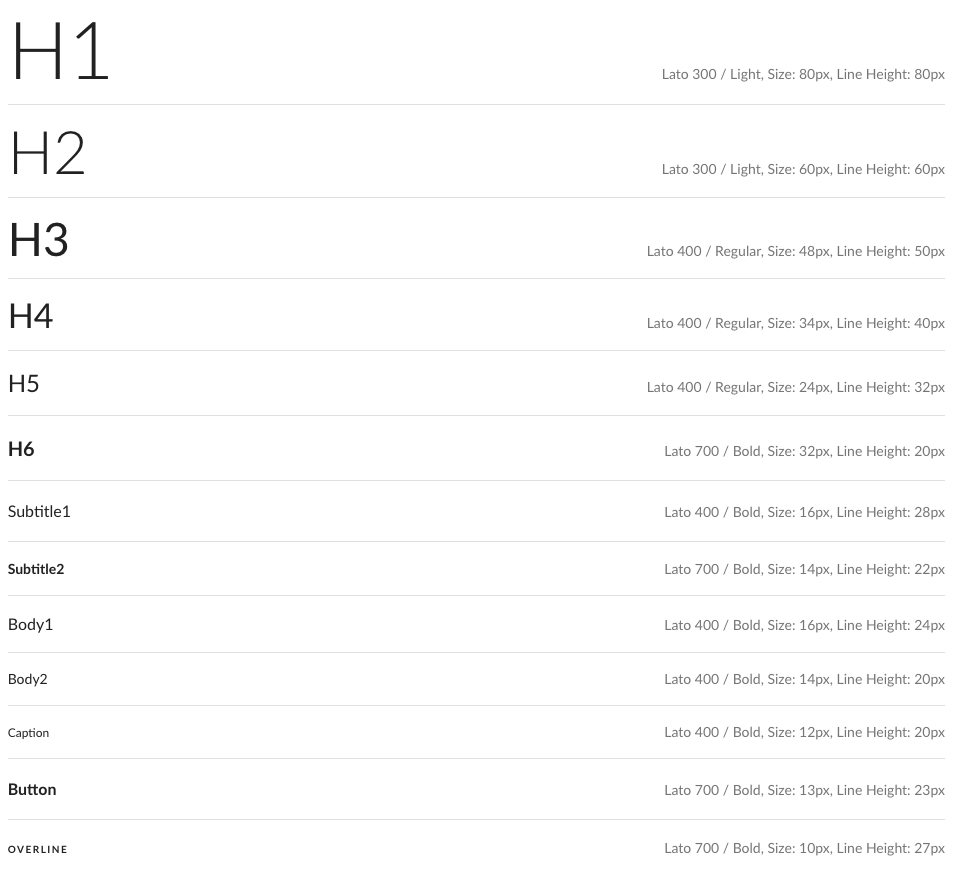 H1
Lato 300 / Light, Size: 80px, Line Height: 80px
H2
Lato 300 / Light, Size: 60px, Line Height: 60px
H3
Lato 400 / Regular, Size: 48px, Line Height: 50px
H4
Lato 400 / Regular, Size: 34px, Line Height: 40px
H5
Lato 400 / Regular, Size: 24px, Line Height: 32px
H6
Lato 700 / Bold, Size: 32px, Line Height: 20px
Subtitle1
Lato 400 / Bold, Size: 16px, Line Height: 28px
Subtitle2
Lato 700 / Bold, Size: 14px, Line Height: 22px
Body1
Lato 400 / Bold, Size: 16px, Line Height: 24px
Body2
Lato 400 / Bold, Size: 14px, Line Height: 20px
Caption
Lato 400 / Bold, Size: 12px, Line Height: 20px
Button
Lato 700 / Bold, Size: 13px, Line Height: 23px
OVERLINE
Lato 700 / Bold, Size: 10px, Line Height: 27px